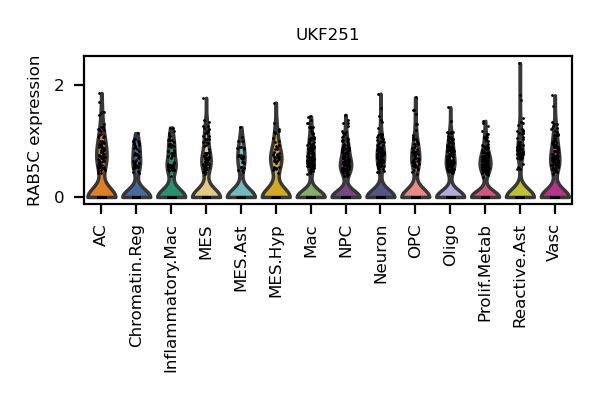 UKF251
RAB5C expression
2
0
AC
Chromatin.Reg
Inflammatory.Mac
MES
MES.Ast
MES.Hyp
Mac
NPC
Neuron
OPC
Oligo
Prolif.Metab
Reactive.Ast
Vasc